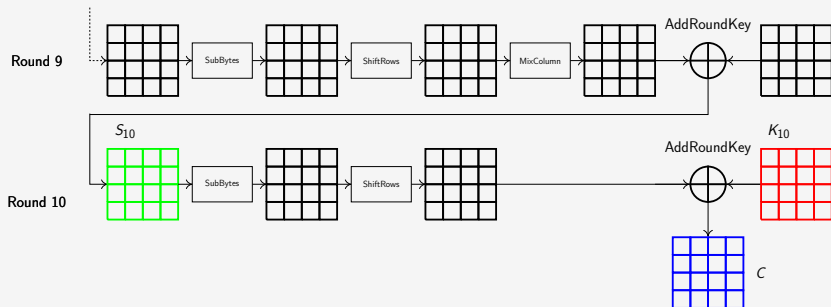 AddRoundKey
Round 9
SubBytes
ShiftRows
MixColumn
S10
K10
AddRoundKey
Round 10
SubBytes
ShiftRows
C